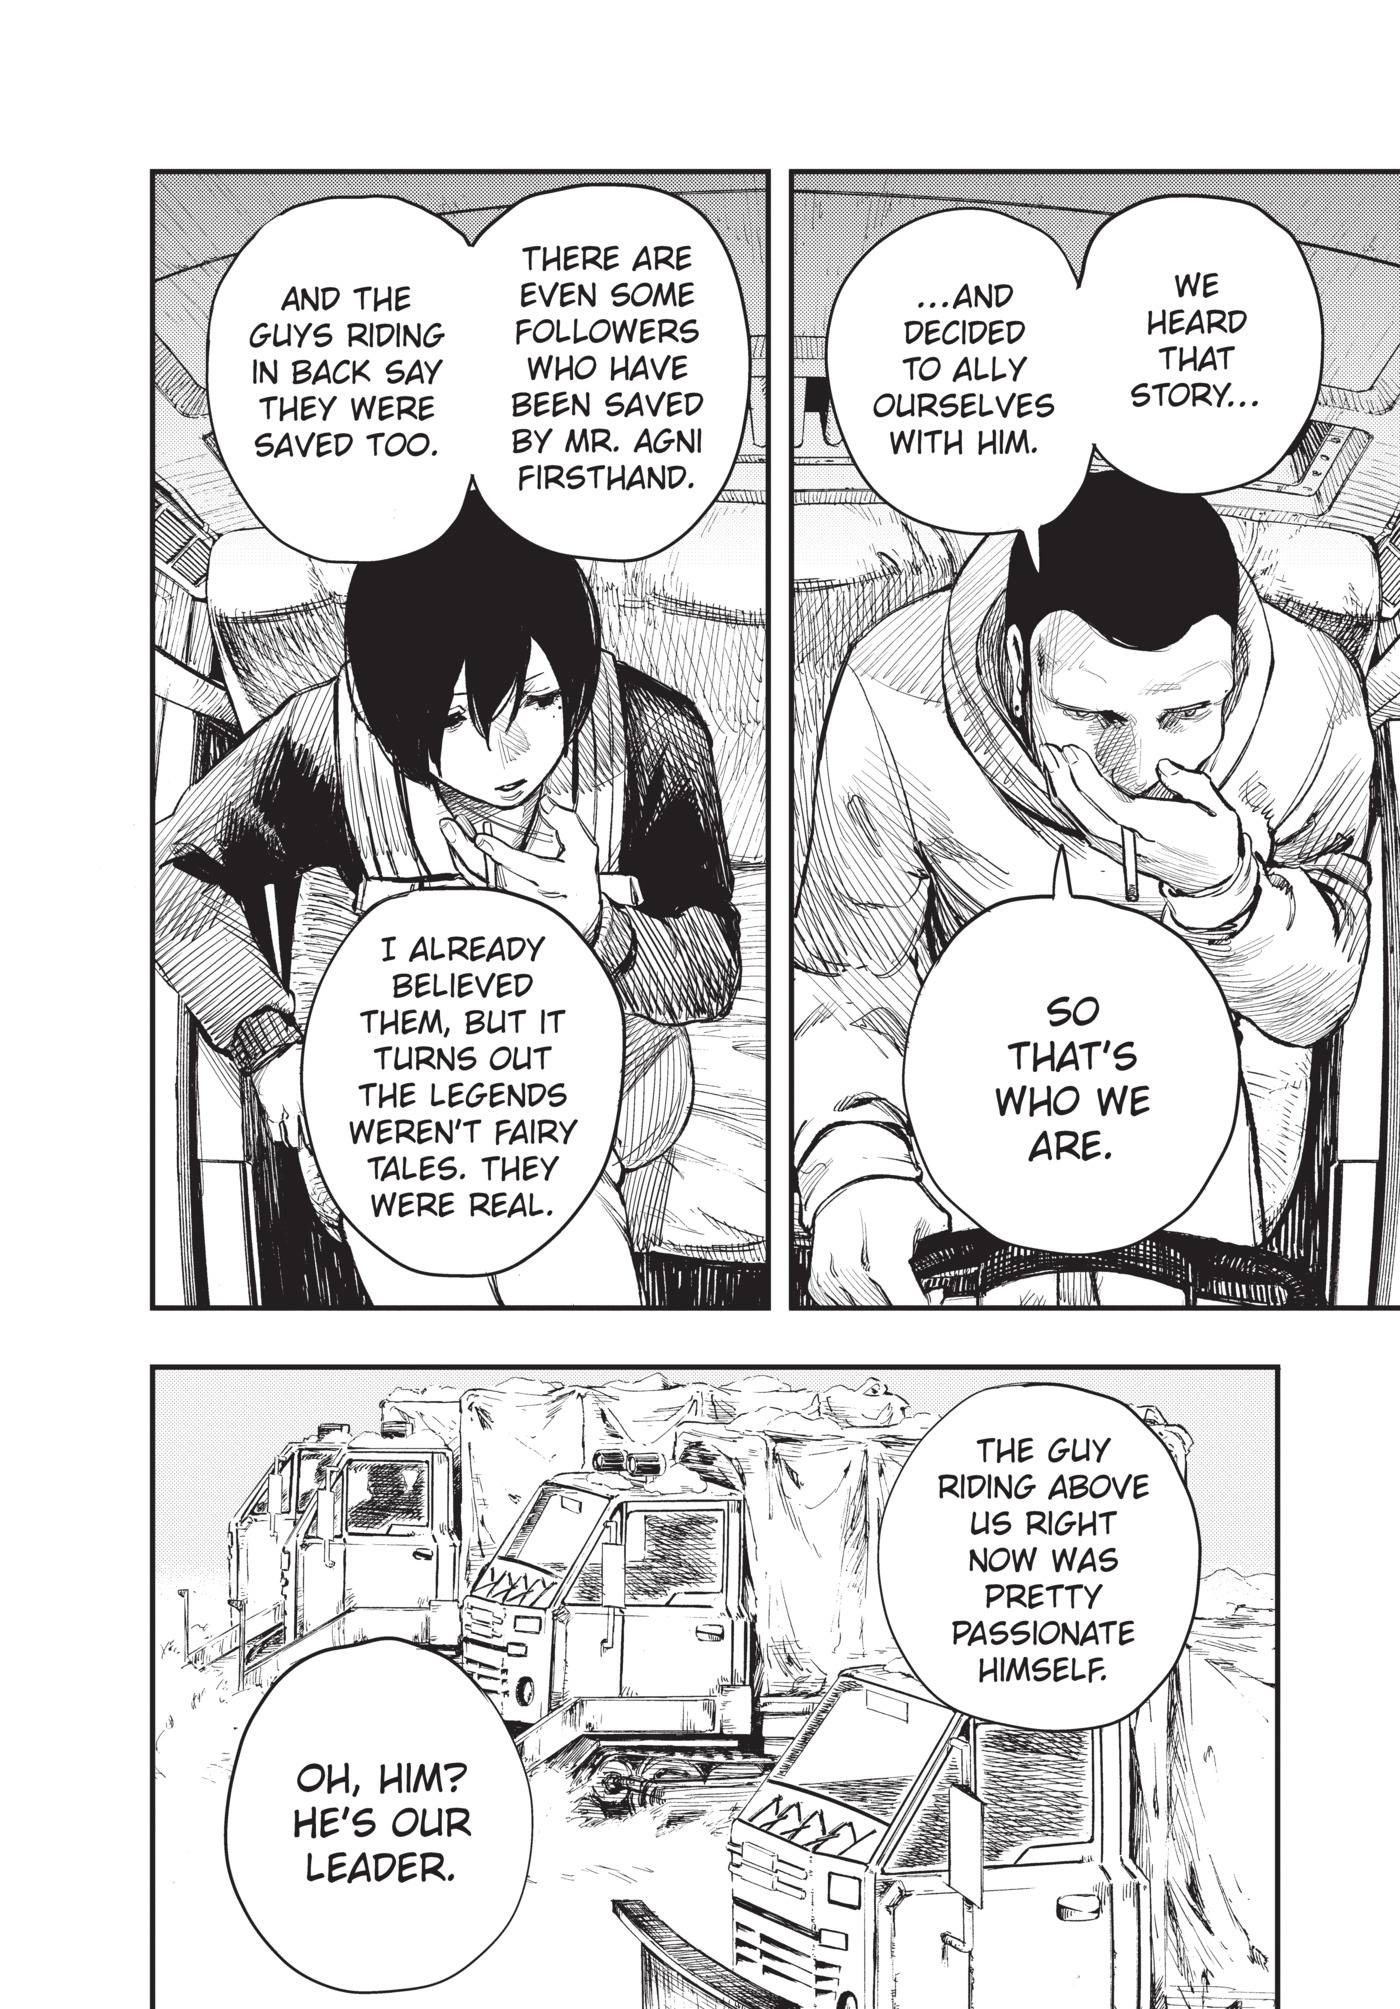 WE
HEARD
THAT
STORY...
...AND
DECIDED
TO ALLY
OURSELVES
WITH HIM.
SO
THAT'S
WHO WE
ARE.
THERE ARE
EVEN SOME
FOLLOWERS
WHO HAVE
BEEN SAVED
BY MR. AGNI
FIRSTHAND.
AND THE
GUYS RIDING
IN BACK SAY
THEY WERE
SAVED TOO.
I ALREADY
BELIEVED
THEM, BUT IT
TURNS OUT
THE LEGENDS
WEREN'T FAIRY
TALES. THEY
WERE REAL.
THE GUY
RIDING ABOVE
US RIGHT
NOW WAS
PRETTY
PASSIONATE
HIMSELF.
OH, HIM?
HE'S OUR
LEADER.